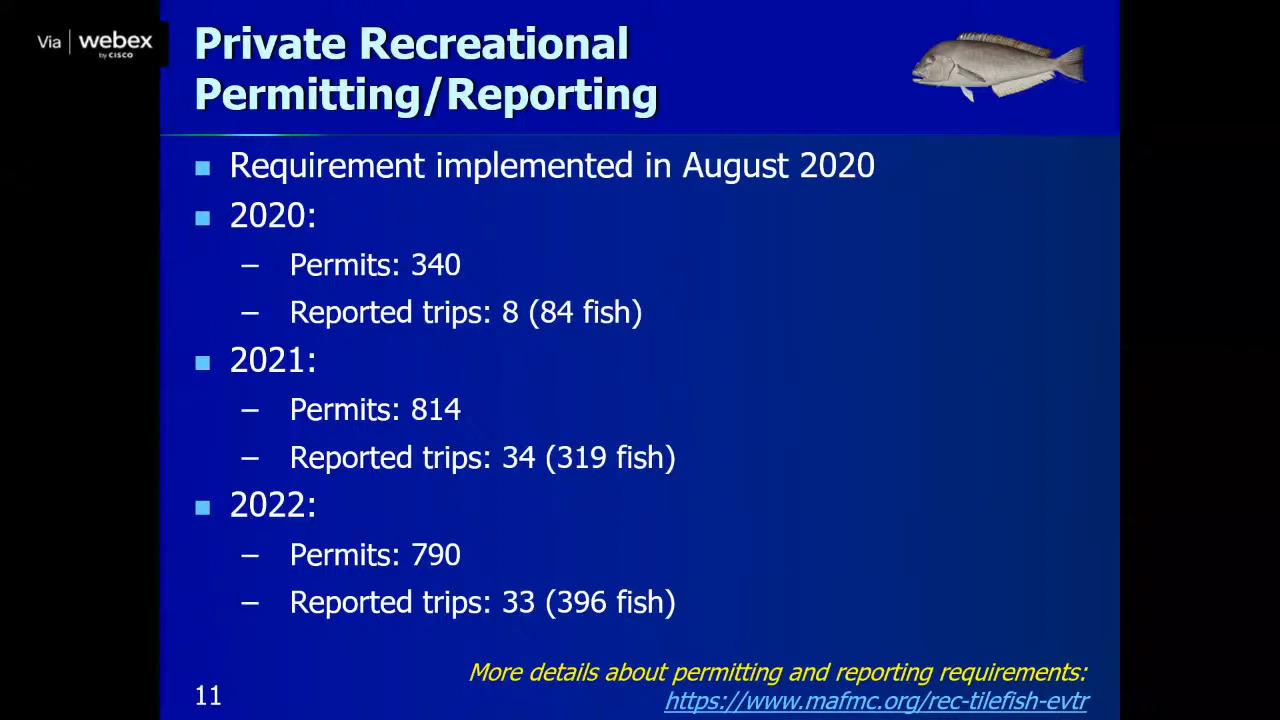 Via | webex
by CISCO
Private Recreational
Permitting/Reporting
■ Requirement implemented in August 2020
■ 2020:
– Permits: 340
– Reported trips: 8 (84 fish)
■ 2021:
– Permits: 814
– Reported trips: 34 (319 fish)
■ 2022:
– Permits: 790
– Reported trips: 33 (396 fish)
More details about permitting and reporting requirements:
https://www.mafmc.org/rec-tilefish-evtr
11